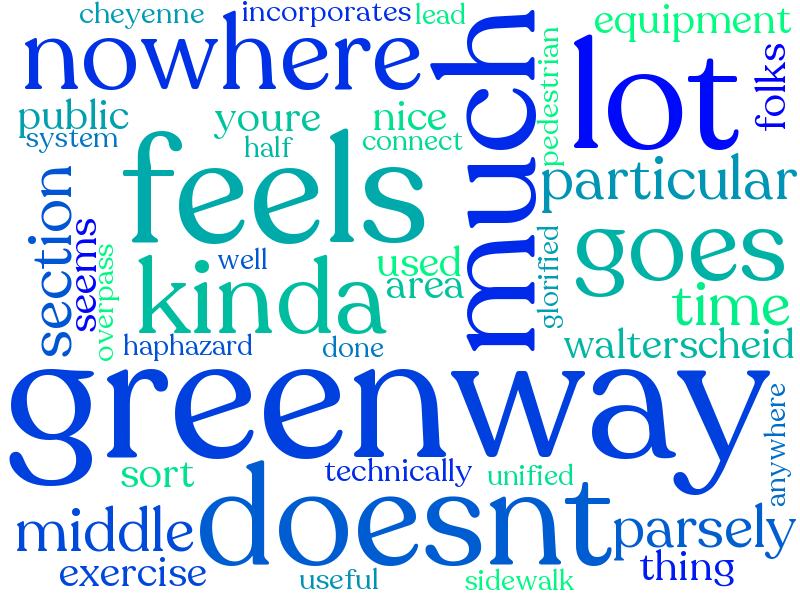 cheyenne
incorporates
lead
equipment
nowhere
much
lot
folks
pedestrian
public
youre
nice
system
half
connect
feels
particular
section
seems
overpass
well
used
area
glorified
goes
kinda
time
haphazard
done
walterscheid
greenway
anywhere
sort
technically
unified
doesnt
middle
parsely
exercise
thing
useful
sidewalk